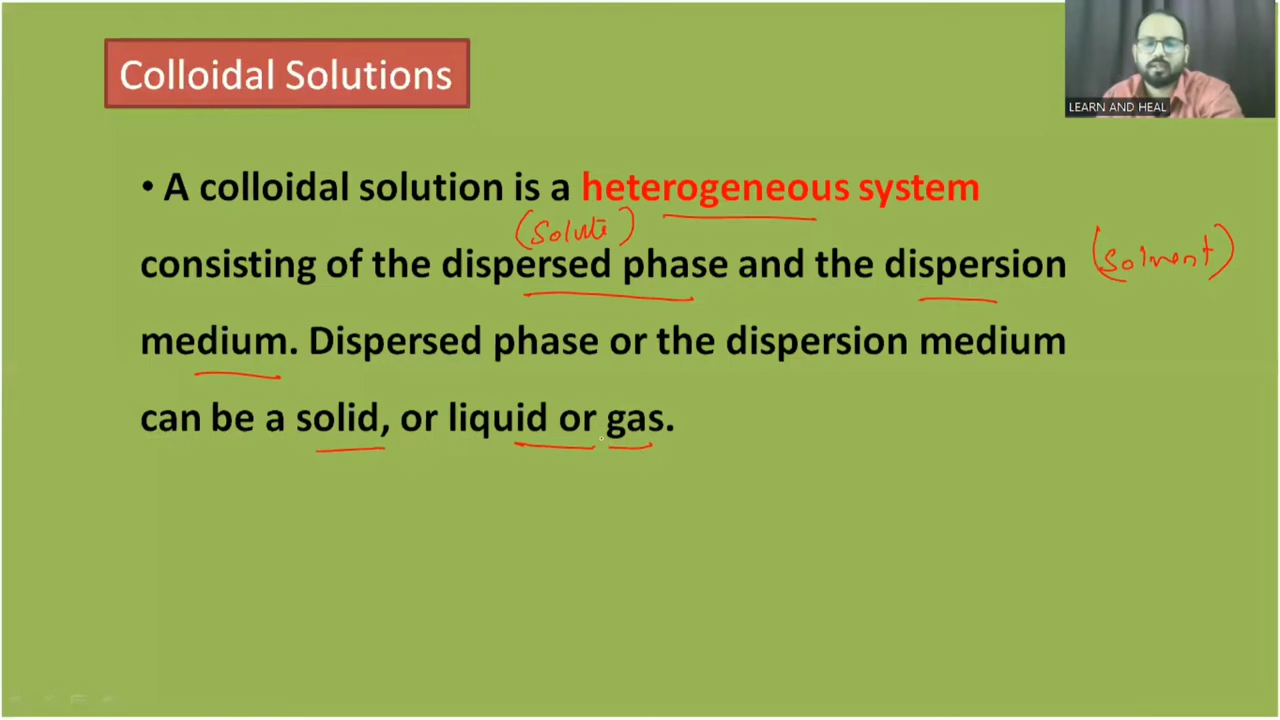 Colloidal Solutions
LEARN AND HEAL
• A colloidal solution is a heterogeneous system
(solute)
consisting of the dispersed phase and the dispersion (solvent)
medium. Dispersed phase or the dispersion medium
can be a solid, or liquid or gas.